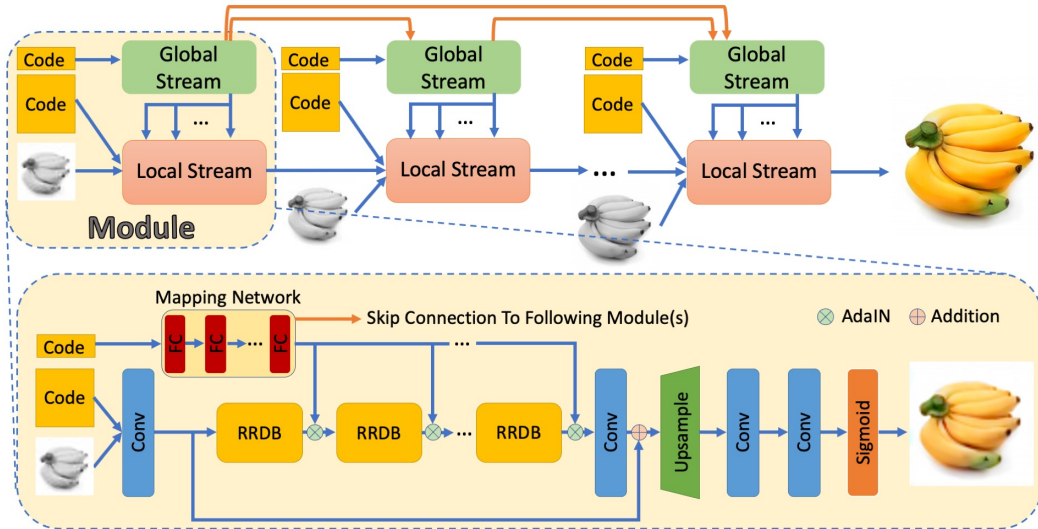 Code
Global
Stream
Code
...
Local Stream
Module
Code
Global
Stream
Code
...
Local Stream
...
Code
Global
Stream
Code
...
Local Stream
Mapping Network
FC
FC
...
FC
Skip Connection To Following Module(s)
AdaIN
Addition
Code
...
Code
Conv
RRDB
RRDB
...
RRDB
Conv
Upsample
Conv
Conv
Sigmoid